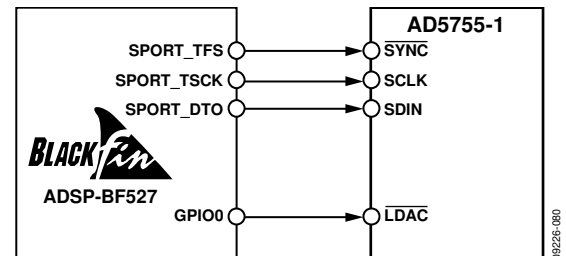 AD5755-1
SPORT_TFS
SYNC
SPORT_TSCK
SCLK
SPORT_DTO
SDIN
BLACKfin
ADSP-BF527
GPIO0
LDAC
09226-080